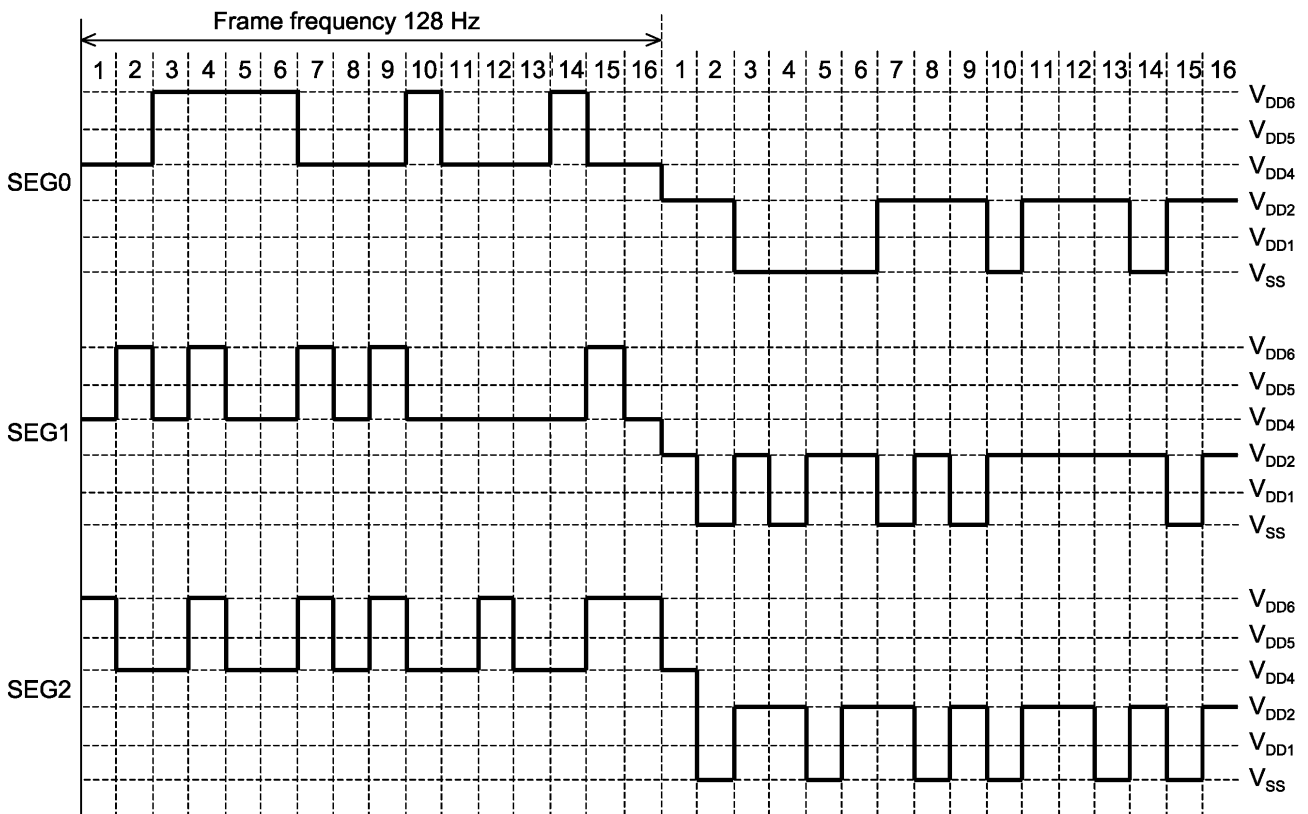 Frame frequency 128 Hz
1 2 3 4 5 6 7 8 9 10 11 12 13 14 15 16 1 2 3 4 5 6 7 8 9 10 11 12 13 14 15 16
VDD6
VDD5
VDD4
SEG0
VDD2
VDD1
VSS
VDD6
VDD5
VDD4
SEG1
VDD2
VDD1
VSS
VDD6
VDD5
VDD4
SEG2
VDD2
VDD1
VSS